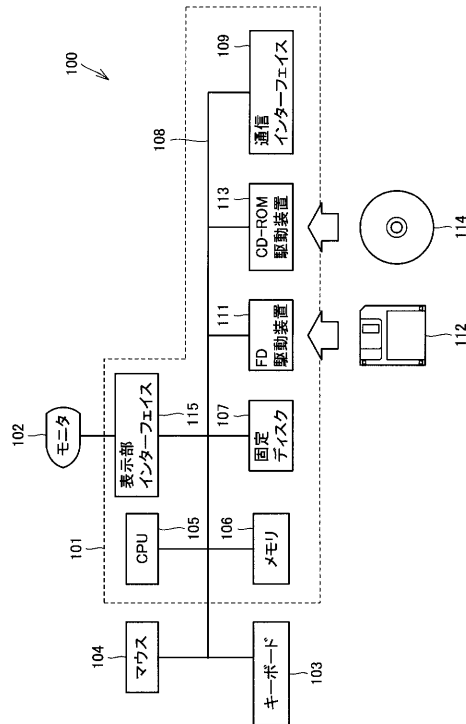 100
102
モニタ
101
表示部
インターフェイス
115
108
109
通信
インターフェイス
104
マウス
CPU
105
106
メモリ
107
固定
ディスク
111
FD
駆動装置
113
CD-ROM
駆動装置
キーボード
103
112
114